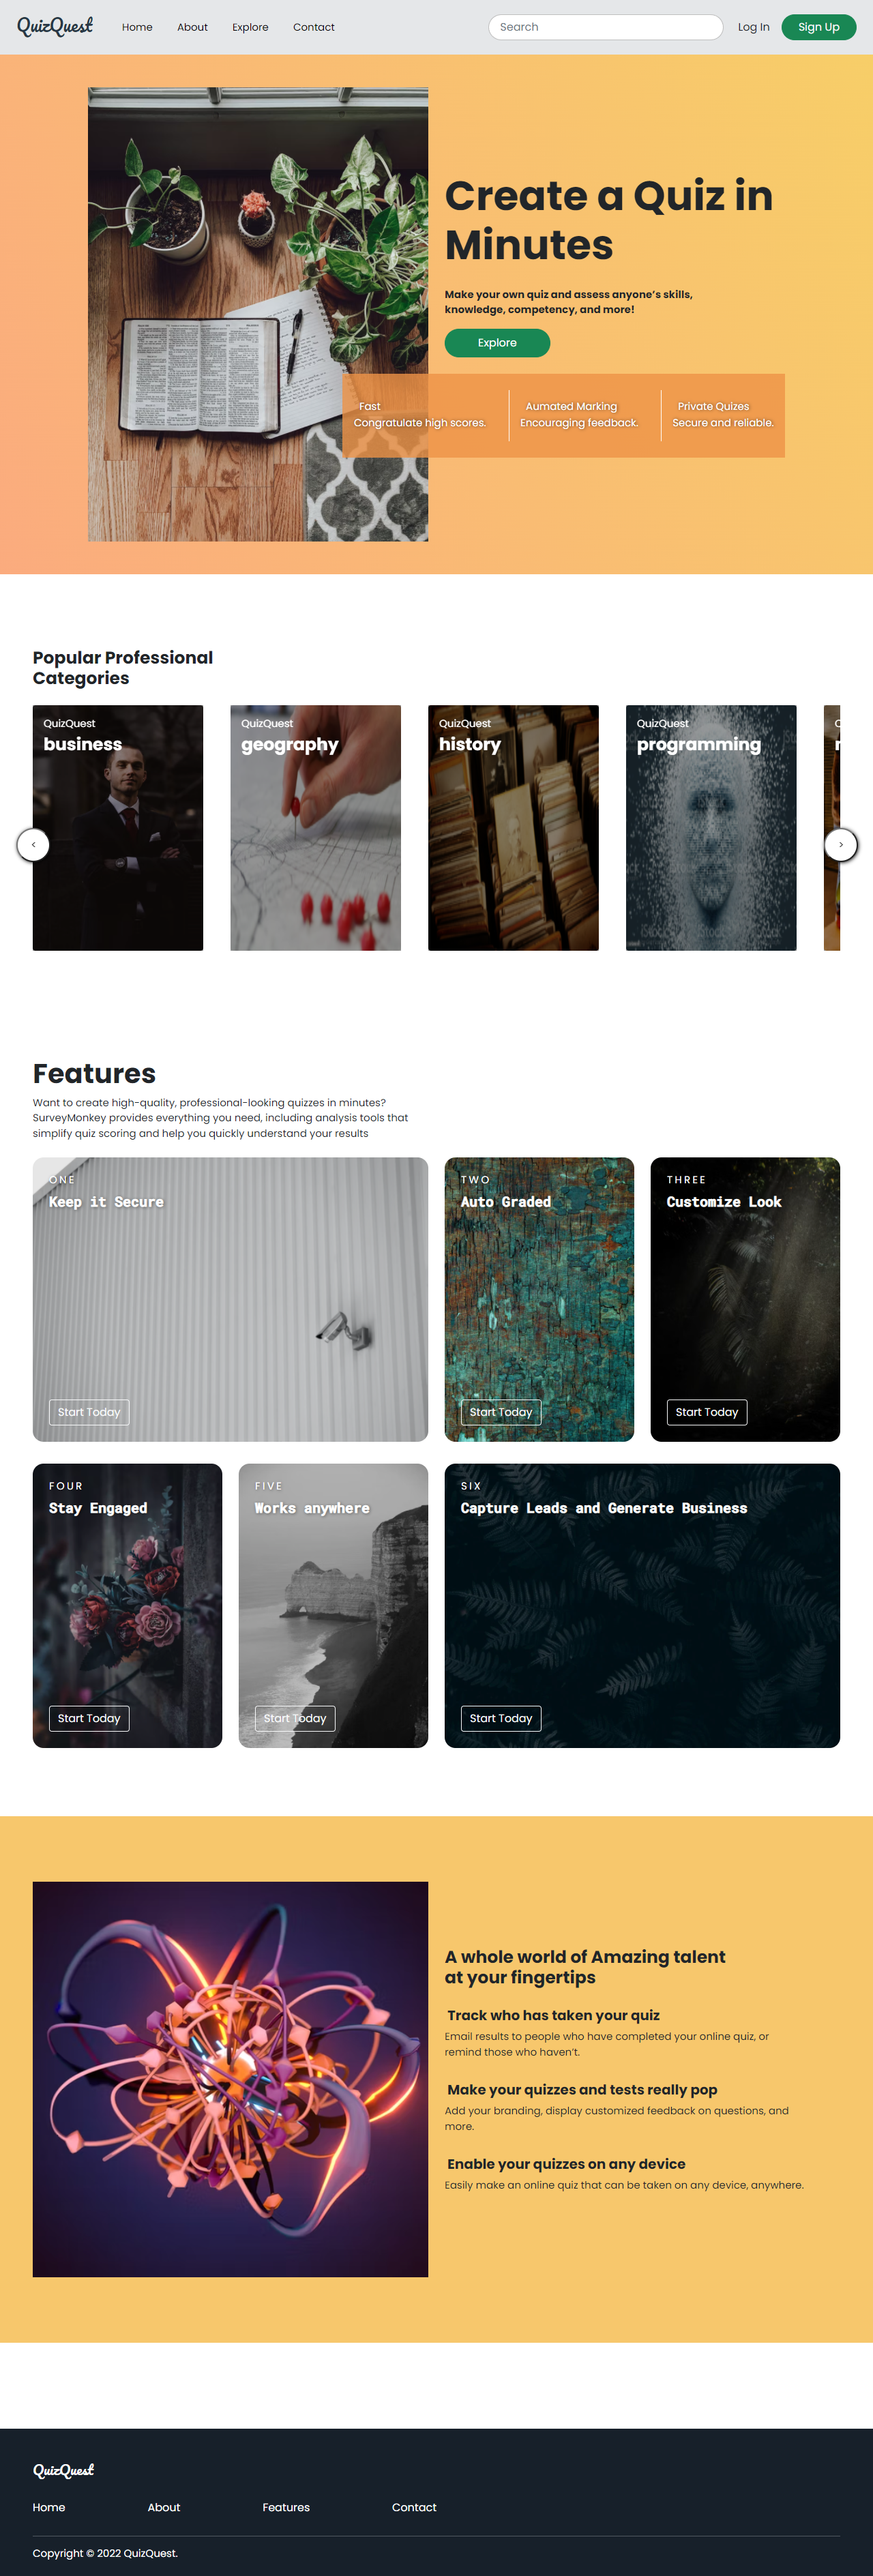 QuizQuest
Home About Explore Contact
Search
Log In
Sign Up
Create a Quiz in
Minutes
Make your own quiz and assess anyone's skills,
knowledge, competency, and more!
Explore
Fast
Congratulate high scores.
Aumated Marking
Encouraging feedback.
Private Quizes
Secure and reliable.
Popular Professional
Categories
QuizQuest
business
QuizQuest
geography
QuizQuest
history
QuizQuest
programming
<
>
Features
Want to create high-quality, professional-looking quizzes in minutes?
SurveyMonkey provides everything you need, including analysis tools that
simplify quiz scoring and help you quickly understand your results
ONE
Keep it Secure
Start Today
TWO
Auto Graded
Start Today
THREE
Customize Look
Start Today
FOUR
Stay Engaged
Start Today
FIVE
Works anywhere
Start Today
SIX
Capture Leads and Generate Business
Start Today
A whole world of Amazing talent
at your fingertips
Track who has taken your quiz
Email results to people who have completed your online quiz, or
remind those who haven't.
Make your quizzes and tests really pop
Add your branding, display customized feedback on questions, and
more.
Enable your quizzes on any device
Easily make an online quiz that can be taken on any device, anywhere.
QuizQuest
Home About Features Contact
Copyright © 2022 QuizQuest.